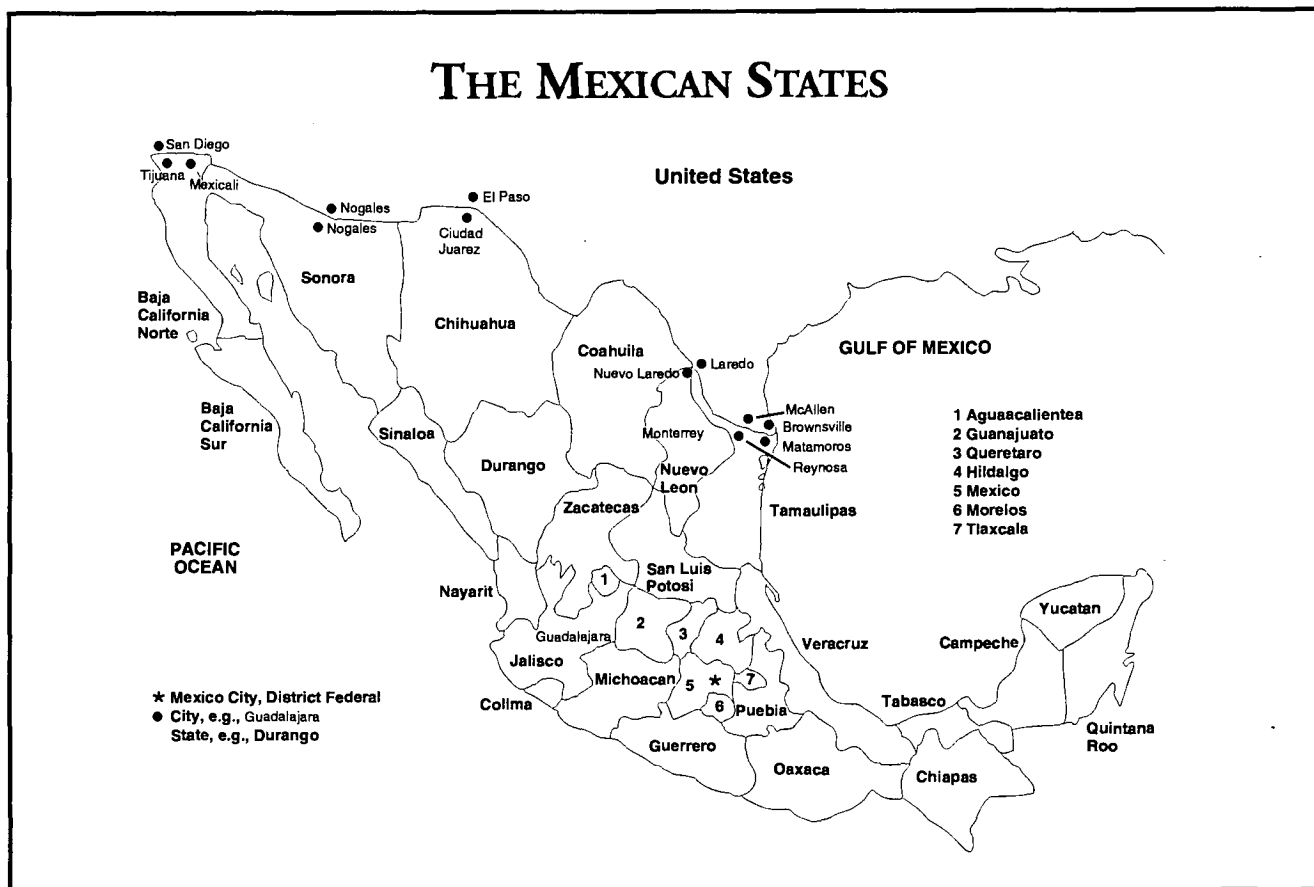 THE MEXICAN STATES
San Diego
Tijuana
Mexicali
United States
El Paso
Nogales
Nogales
Ciudad
Juarez
Sonora
Baja
California
Norte
Chihuahua
Coahuila
GULF OF MEXICO
Laredo
Nuevo Laredo
Baja
California
Sur
McAllen
Brownsville
Matamoros
Reynosa
Sinaloa
Monterrey
Durango
Nuevo
Leon
Zacatecas
Tamaulipas
1 Aguaacalientea
2 Guanajuato
3 Queretaro
4 Hildalgo
5 Mexico
6 Morelos
7 Tlaxcala
PACIFIC
OCEAN
Nayarit
1
San Luis
Potosi
Yucatan
Guadalajara
2
3
4
Veracruz
Campeche
Jalisco
Michoacan
5
*
7
6
Puebla
Colima
Tabasco
Quintana
Roo
Guerrero
Oaxaca
Chiapas
* Mexico City, District Federal
● City, e.g., Guadalajara
State, e.g., Durango